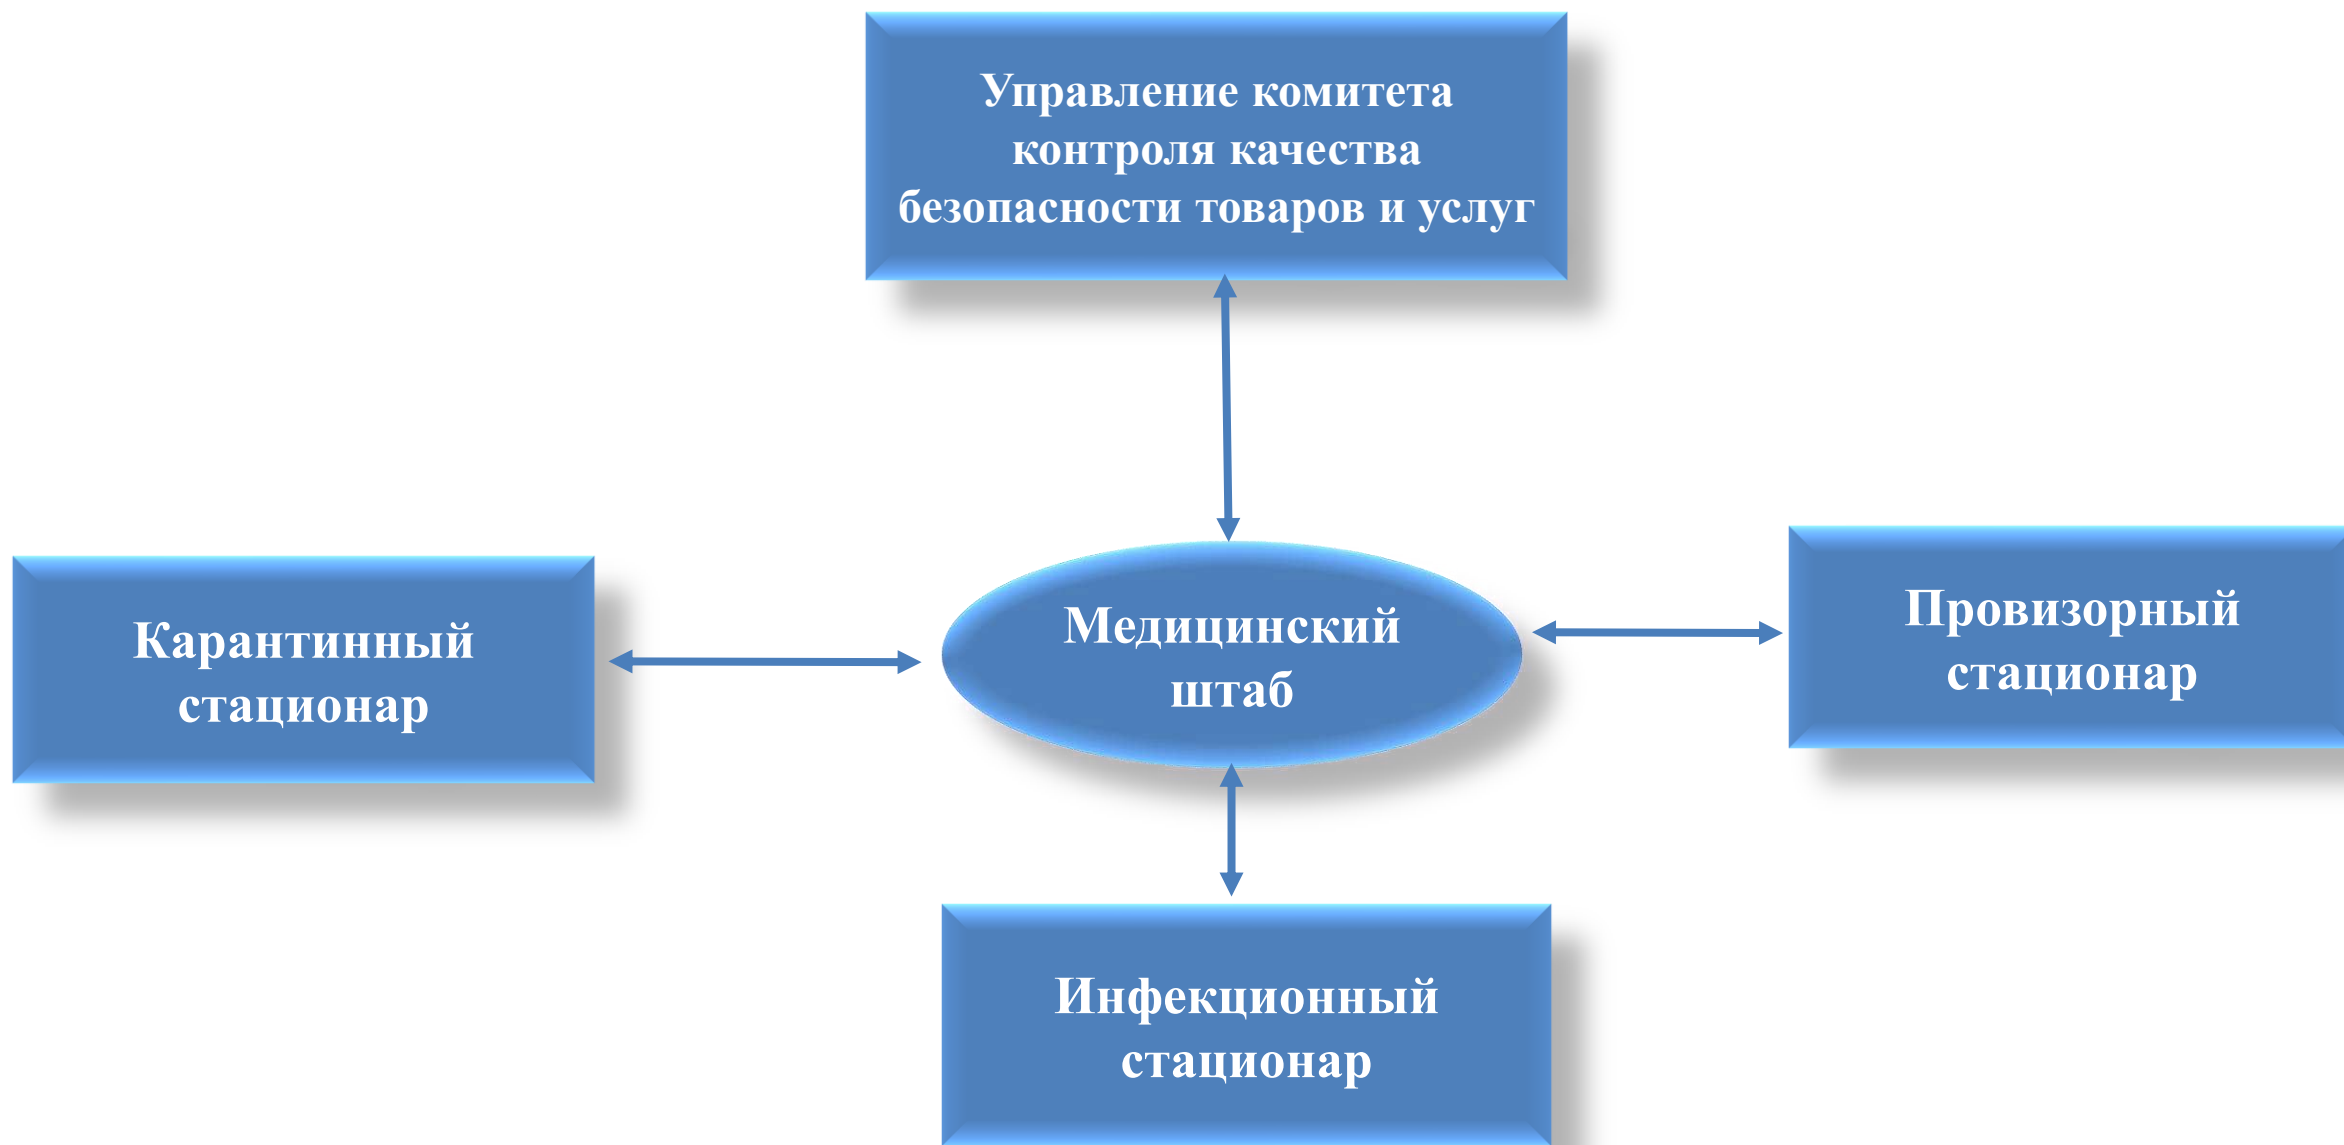 Управление комитета
контроля качества
безопасности товаров и услуг
Карантинный
стационар
Медицинский
штаб
Провизорный
стационар
Инфекционный
стационар